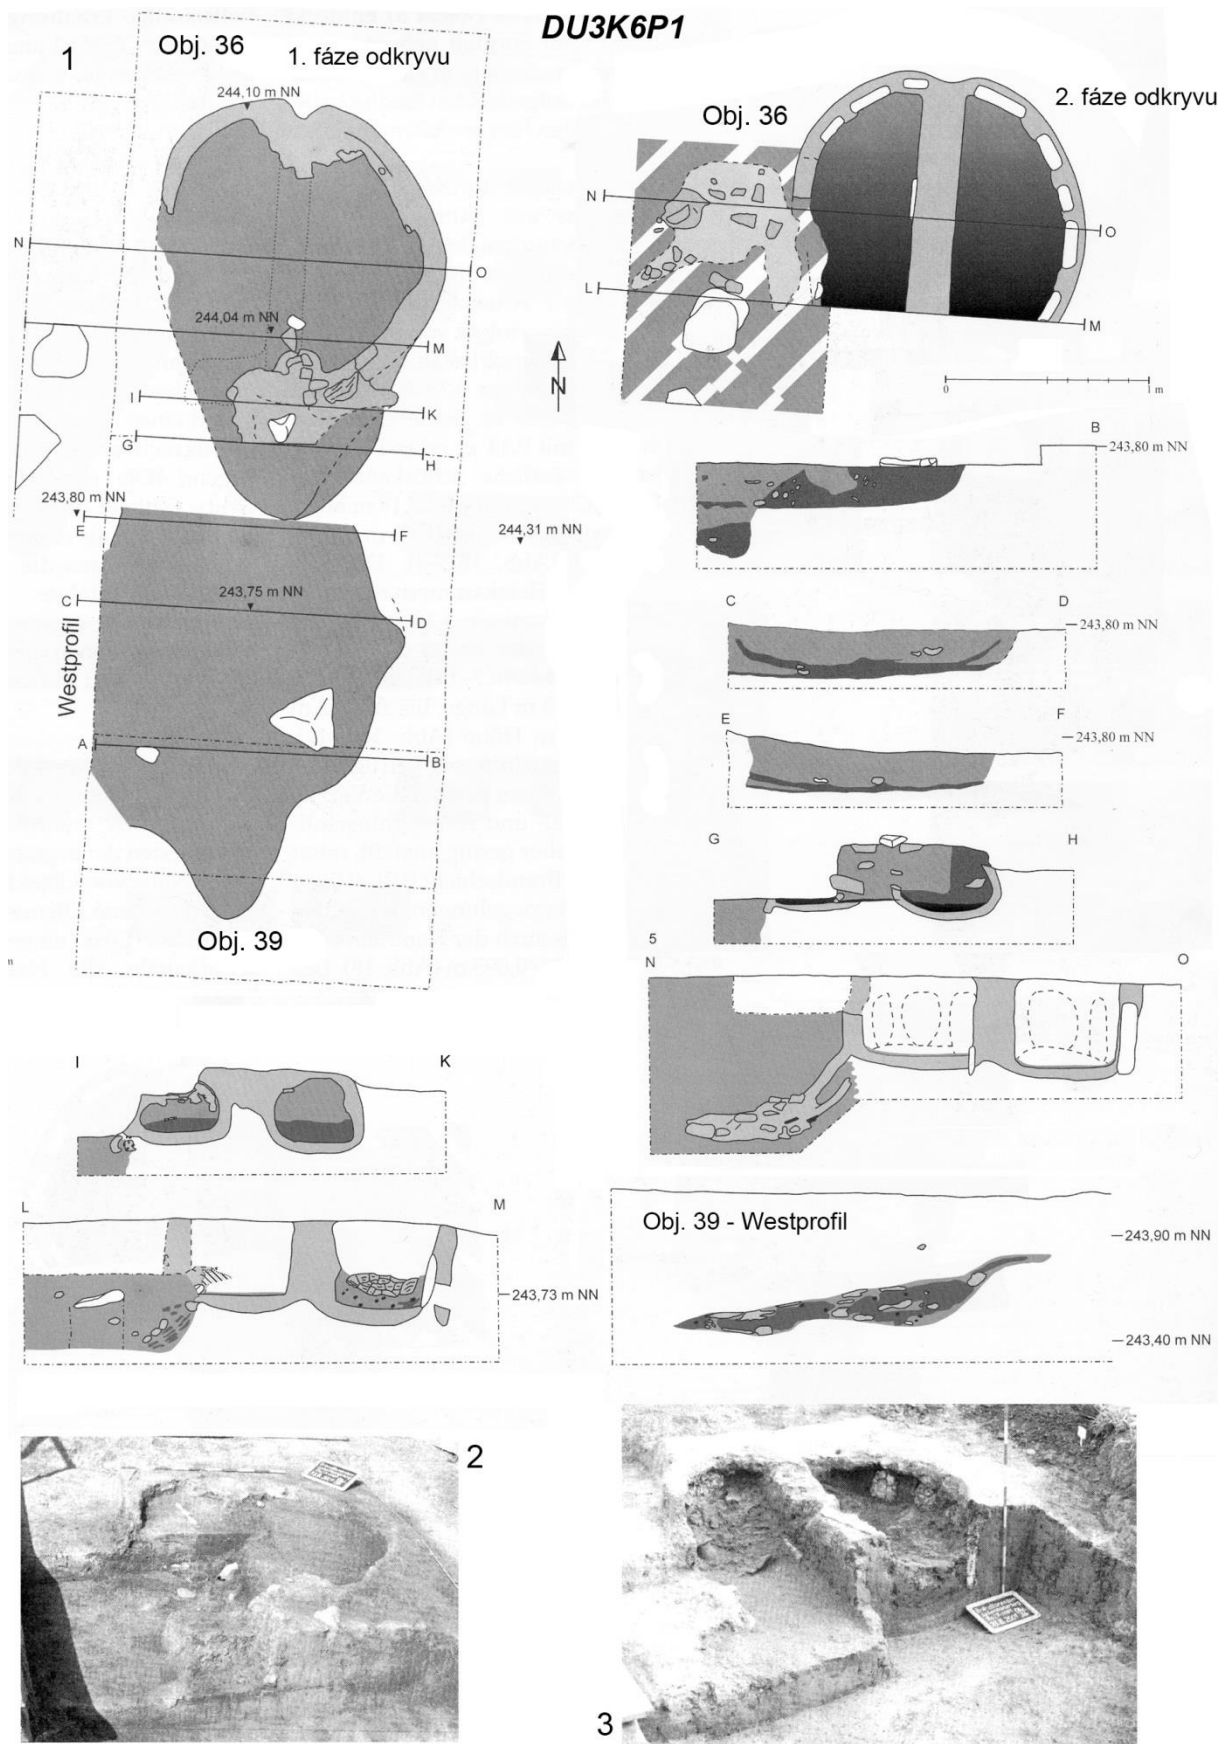 DU3K6P1
1
Obj. 36
1. fáze odkryvu
244,10 m NN
N
O
244,04 m NN
M
I
K
G
H
243,80 m NN
E
F
244,31 m NN
C
243,75 m NN
D
Westprofil
A
B
Obj. 39
m
N
Obj. 36
2. fáze odkryvu
N
O
L
M
0
1 m
B
243,80 m NN
C
D
243,80 m NN
E
F
243,80 m NN
G
H
5
N
O
I
K
L
M
243,73 m NN
Obj. 39 - Westprofil
243,90 m NN
243,40 m NN
2
3